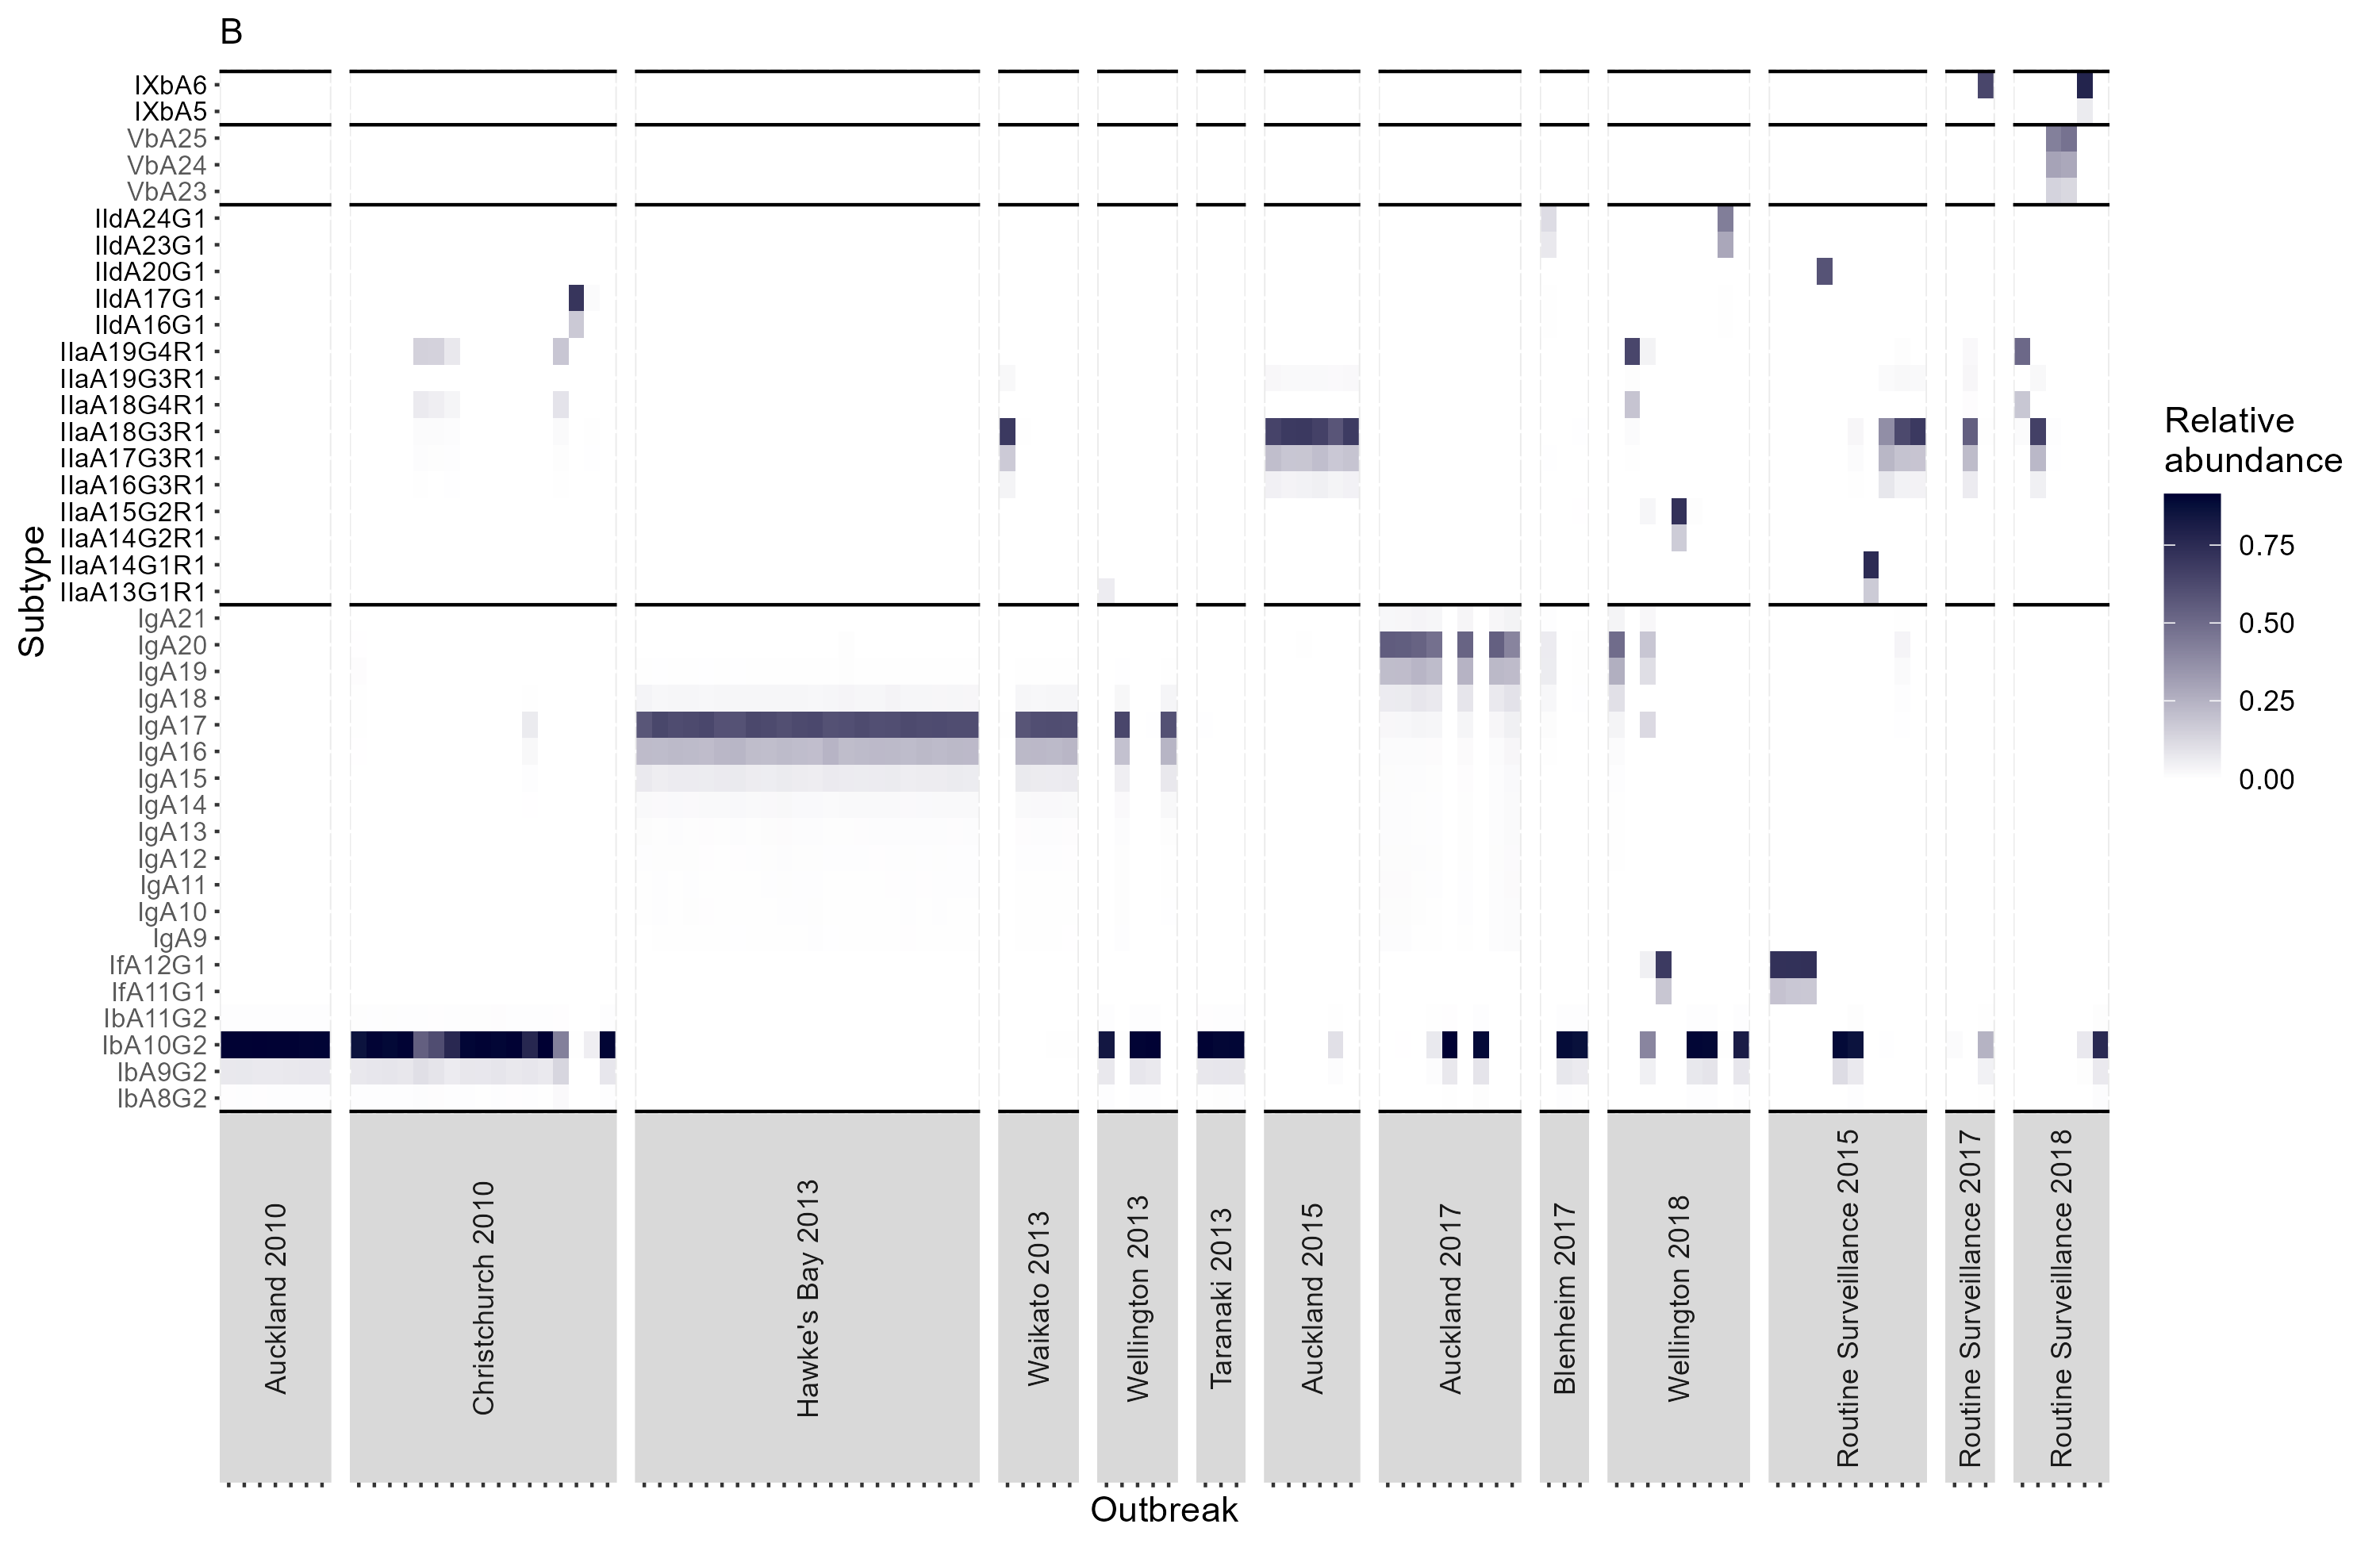 B
IXbA6
IXbA5
VbA25
VbA24
VbA23
IIdA24G1
IIdA23G1
IIdA20G1
IIdA17G1
IIdA16G1
IIaA19G4R1
IIaA19G3R1
IIaA18G4R1
IIaA18G3R1
IIaA17G3R1
IIaA16G3R1
IIaA15G2R1
IIaA14G2R1
IIaA14G1R1
IIaA13G1R1
IgA21
IgA20
IgA19
IgA18
IgA17
IgA16
IgA15
IgA14
IgA13
IgA12
IgA11
IgA10
IgA9
IfA12G1
IfA11G1
IbA11G2
IbA10G2
IbA9G2
IbA8G2
Subtype
Auckland 2010
Christchurch 2010
Hawke's Bay 2013
Waikato 2013
Wellington 2013
Taranaki 2013
Auckland 2015
Auckland 2017
Blenheim 2017
Wellington 2018
Routine Surveillance 2015
Routine Surveillance 2017
Routine Surveillance 2018
Outbreak
Relative
abundance
0.75
0.50
0.25
0.00